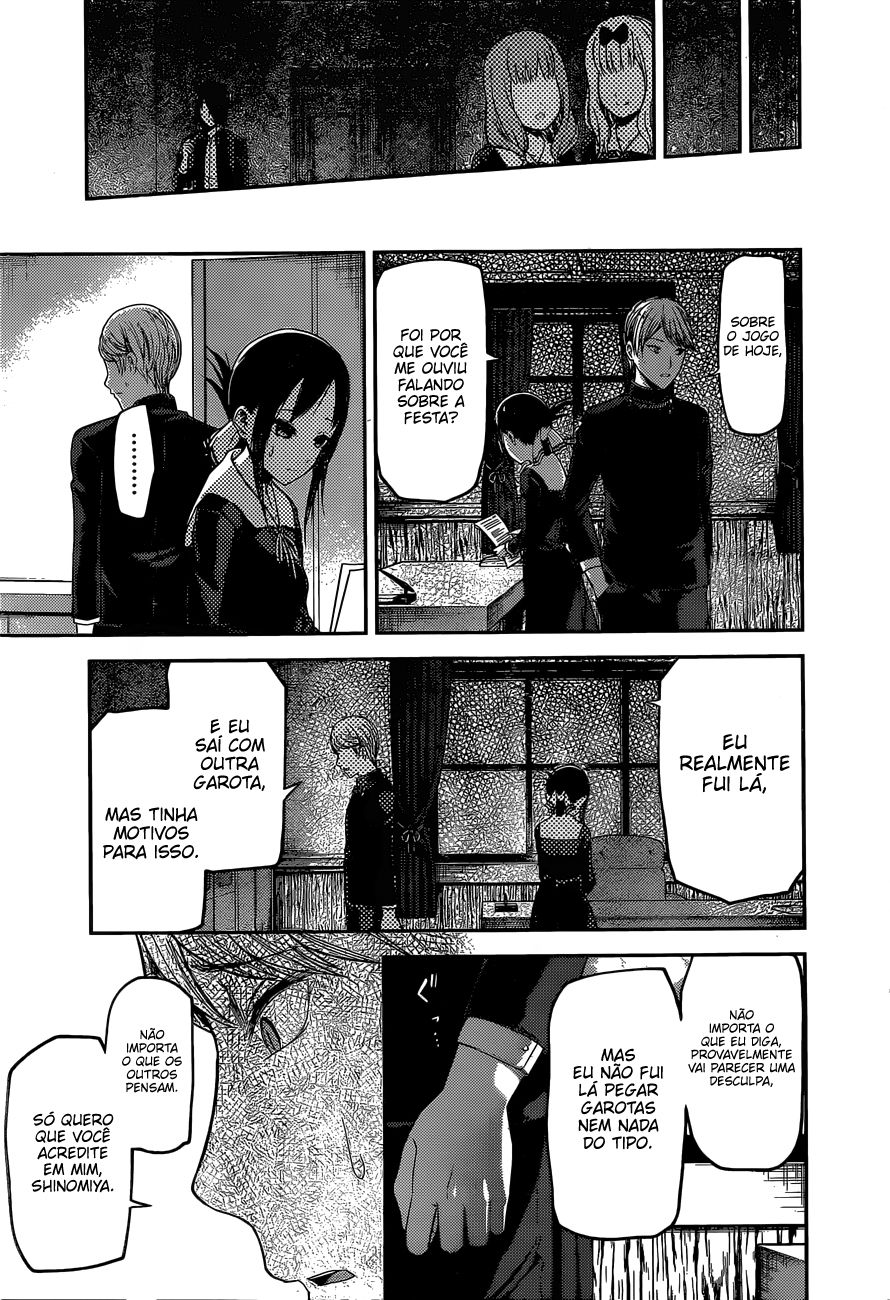 SOBRE
O JOGO
DE HOJE,
FOI POR
QUE VOCÊ
ME OUVIU
FALANDO
SOBRE A
FESTA?
........
EU
REALMENTE
FUI LÁ,
E EU
SAÍ COM
OUTRA
GAROTA,
MAS TINHA
MOTIVOS
PARA ISSO.
NÃO
IMPORTA O
QUE EU DIGA,
PROVAVELMENTE
VAI PARECER UMA
DESCULPA,
MAS
EU NÃO FUI
LÁ PEGAR
GAROTAS
NEM NADA
DO TIPO.
NÃO
IMPORTA
O QUE OS
OUTROS
PENSAM.
SÓ QUERO
QUE VOCÊ
ACREDITE
EM MIM,
SHINOMIYA.